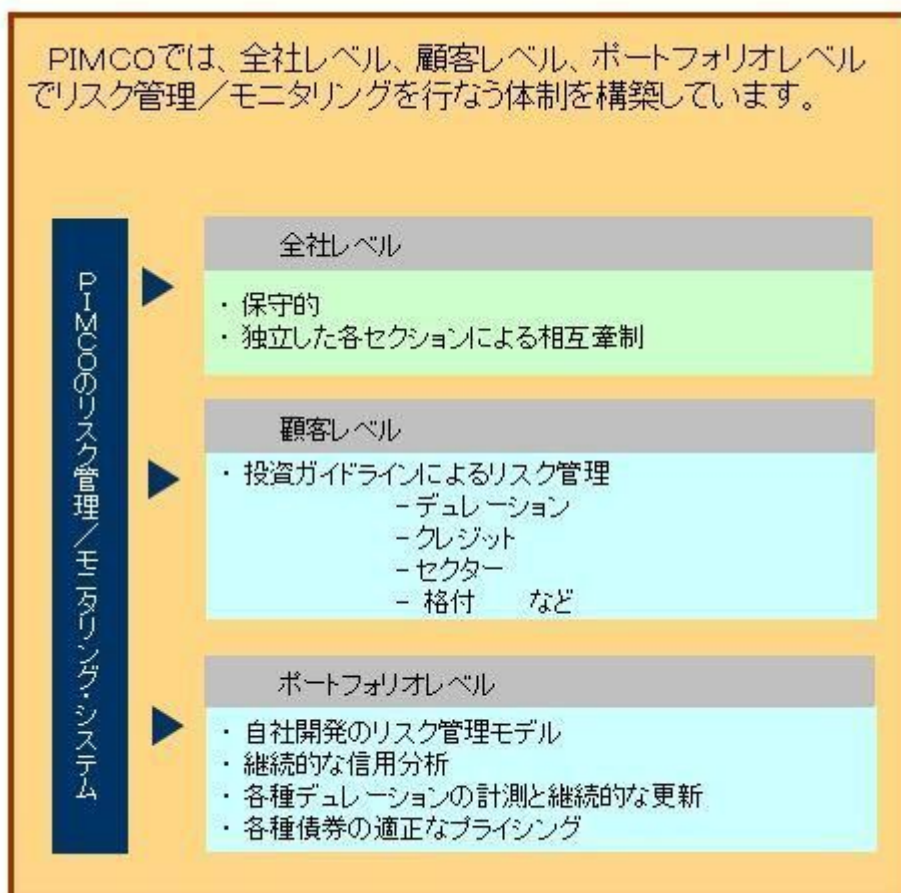 PIMCOでは、全社レベル、顧客レベル、ポートフォリオレベル
でリスク管理／モニタリングを行なう体制を構築しています。
PIMCOのリスク管理／モニタリング・システム
全社レベル
・ 保守的
・ 独立した各セクションによる相互牽制
顧客レベル
・ 投資ガイドラインによるリスク管理
－デュレーション
－クレジット
－セクター
－ 格付　　など
ポートフォリオレベル
・ 自社開発のリスク管理モデル
・ 継続的な信用分析
・ 各種デュレーションの計測と継続的な更新
・ 各種債券の適正なプライシング